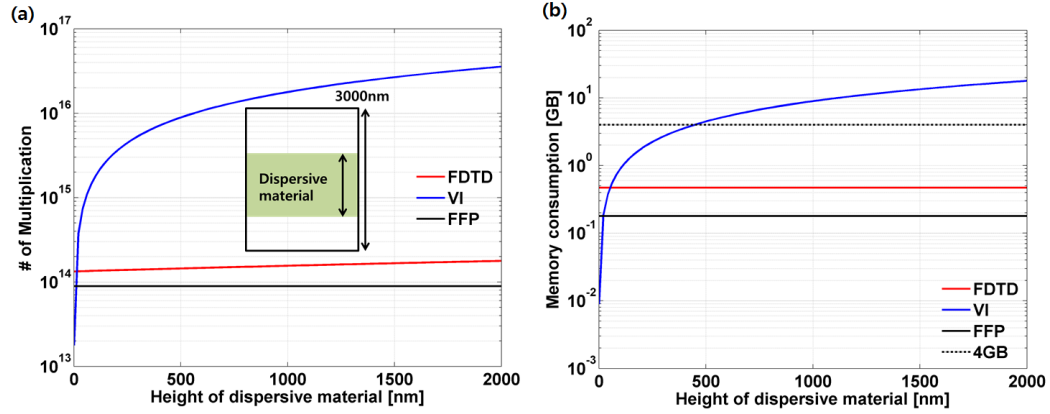 (a)
10^17
10^16
10^15
10^14
10^13
# of Multiplication
3000nm
Dispersive
material
FDTD
VI
FFP
0
500
1000
1500
2000
Height of dispersive material [nm]
(b)
10^2
10^1
10^0
10^-1
10^-2
10^-3
Memory consumption [GB]
FDTD
VI
FFP
4GB
0
500
1000
1500
2000
Height of dispersive material [nm]